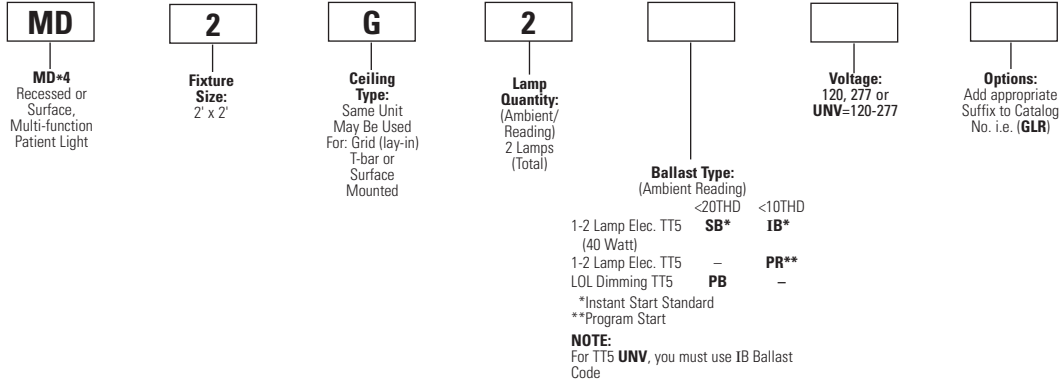 MD
2
G
2
MD*4
Recessed or
Surface,
Multi-function
Patient Light
Fixture
Size:
2' x 2'
Ceiling
Type:
Same Unit
May Be Used
For: Grid (lay-in)
T-bar or
Surface
Mounted
Lamp
Quantity:
(Ambient/
Reading)
2 Lamps
(Total)
Ballast Type:
(Ambient Reading)
<20THD <10THD
1-2 Lamp Elec. TT5 SB* IB*
(40 Watt)
1-2 Lamp Elec. TT5 – PR**
LOL Dimming TT5 PB –
*Instant Start Standard
**Program Start
NOTE:
For TT5 UNV, you must use IB Ballast
Code
Voltage:
120, 277 or
UNV=120-277
Options:
Add appropriate
Suffix to Catalog
No. i.e. (GLR)